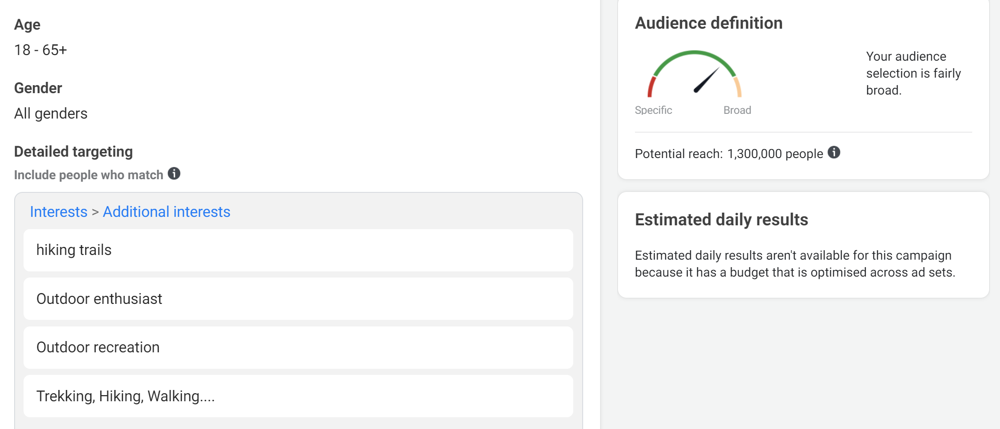 Age
18 - 65+
Gender
All genders
Detailed targeting
Include people who match
Interests > Additional interests
hiking trails
Outdoor enthusiast
Outdoor recreation
Trekking, Hiking, Walking....
Audience definition
Specific
Broad
Your audience
selection is fairly
broad.
Potential reach: 1,300,000 people
Estimated daily results
Estimated daily results aren't available for this campaign
because it has a budget that is optimised across ad sets.